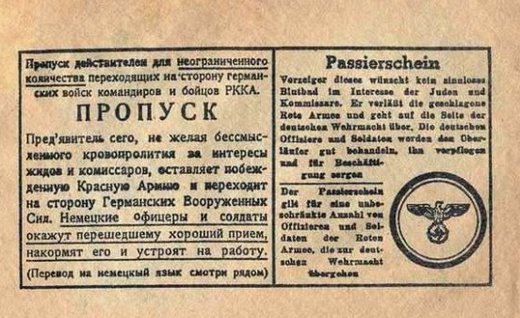 Пропуск действителен для неограниченного
количества переходящих на сторону герман-
ских войск командиров и бойцов РККА.
ПРОПУСК
Пред'явитель сего, не желая бессмыс-
ленного кровопролития за интересы
жидов и комиссаров, оставляет побеж-
денную Красную Армию и переходит
на сторону Германских Вооруженных
Сил. Немецкие офицеры и солдаты
окажут перешедшему хороший прием,
накормят его и устроят на работу.
(Перевод на немецкый язык смотри рядом)
Passierschein
Vorzeiger dieses wünscht kein sinnloses
Blutbad im Interesse der Juden und
Kommissare. Er verläßt die geschlagene
Rote Armee und geht auf die Seite der
deutschen Wehrmacht über. Die deutschen
Offiziere und Soldaten werden den Über-
läufer gut behandeln, ihn verpflegen
und für Beschäfti-
gung sorgen
Der Passierschein
gilt für eine unbe-
schränkte Anzahl von
Offizieren und Sol-
daten der Roten
Armee, die zur deut-
schen Wehrmacht
übergehen